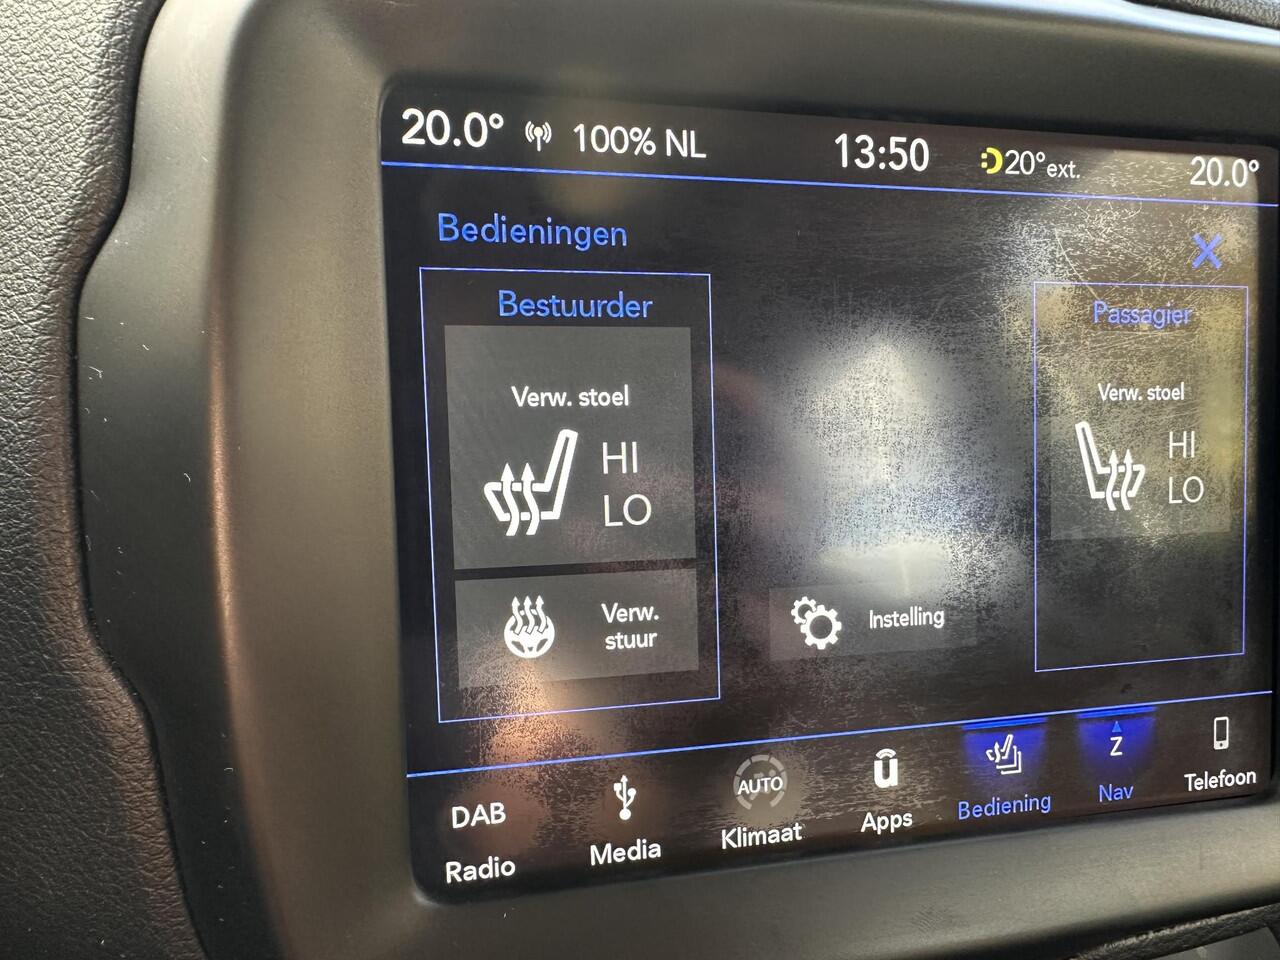 20.0° 100% NL 13:50 20° ext. 20.0°
Bedieningen
Bestuurder
Verw. stoel
HI
LO
Verw.
stuur
Instelling
Passagier
Verw. stoel
HI
LO
DAB
Radio
Media
AUTO
Klimaat
Apps
Bediening
Z
Nav
Telefoon